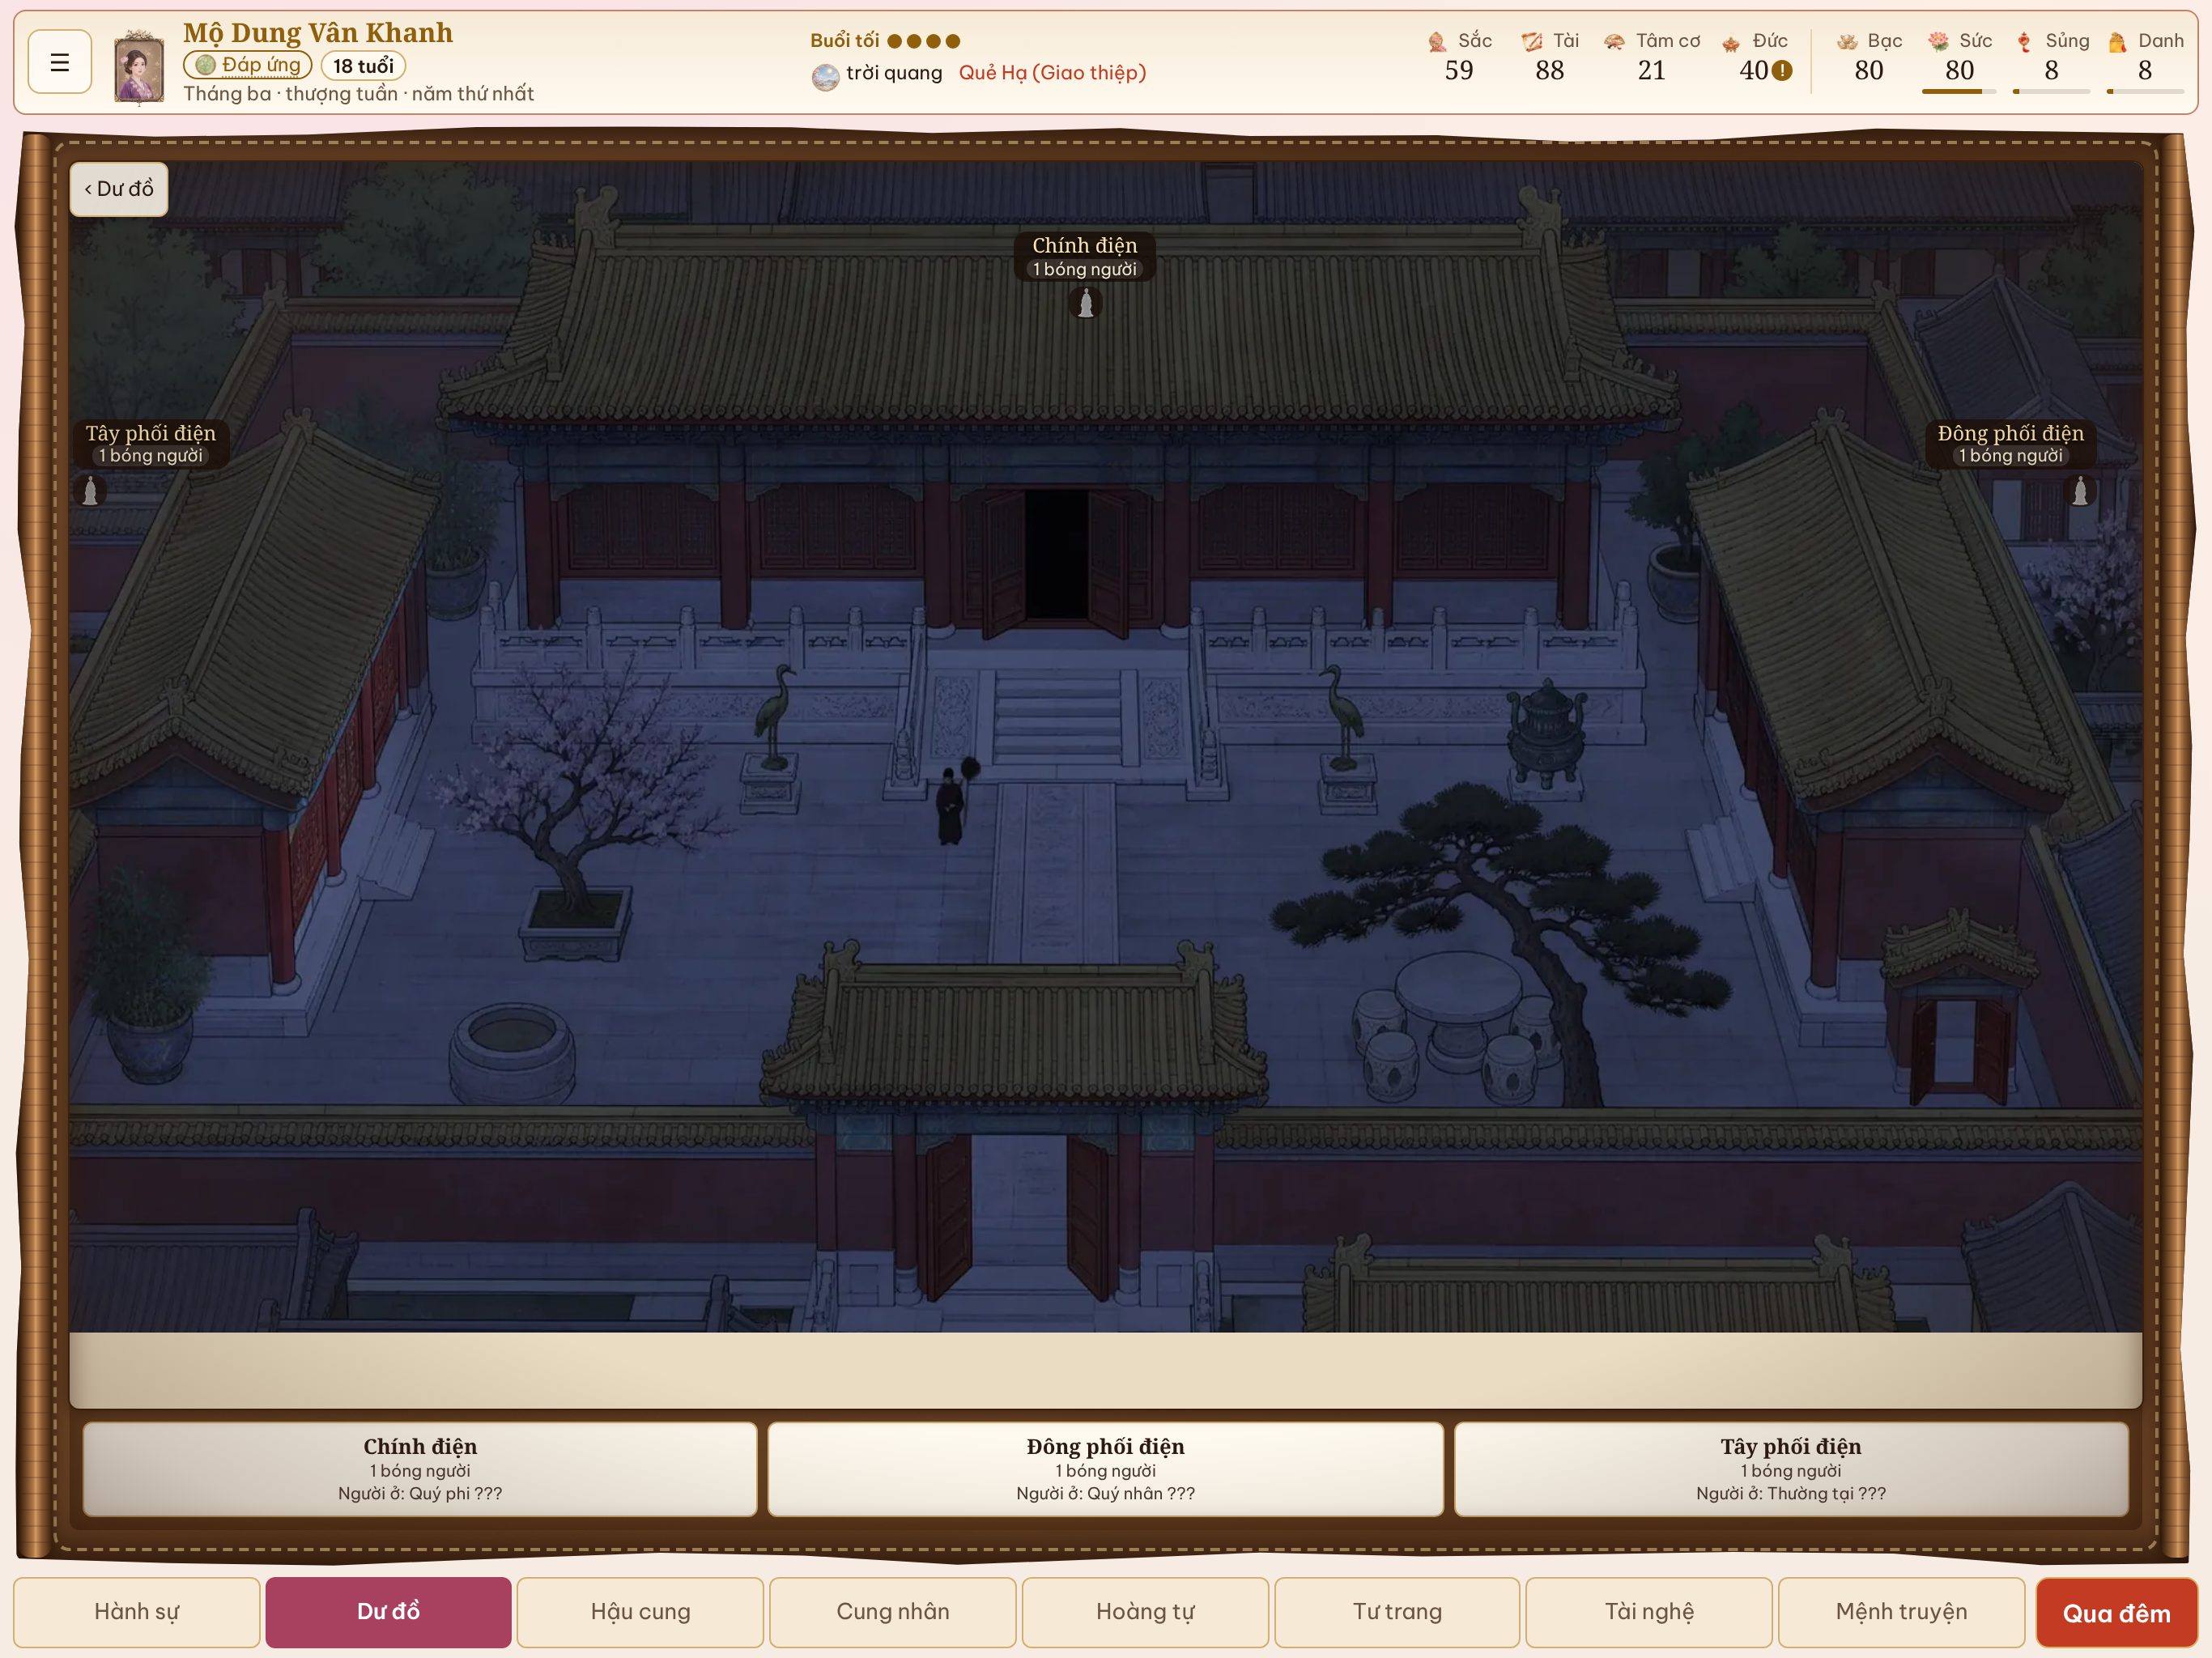 ☰
Mộ Dung Vân Khanh
Đáp ứng
18 tuổi
Tháng ba · thượng tuần · năm thứ nhất
Buổi tối
trời quang
Quẻ Hạ (Giao thiệp)
Sắc
59
Tài
88
Tâm cơ
21
Đức
40 !
Bạc
80
Sức
80
Sủng
8
Danh
8
‹ Dư đồ
Chính điện
1 bóng người
Tây phối điện
1 bóng người
Đông phối điện
1 bóng người
Chính điện
1 bóng người
Người ở: Quý phi ???
Đông phối điện
1 bóng người
Người ở: Quý nhân ???
Tây phối điện
1 bóng người
Người ở: Thường tại ???
Hành sự
Dư đồ
Hậu cung
Cung nhân
Hoàng tự
Tư trang
Tài nghệ
Mệnh truyện
Qua đêm